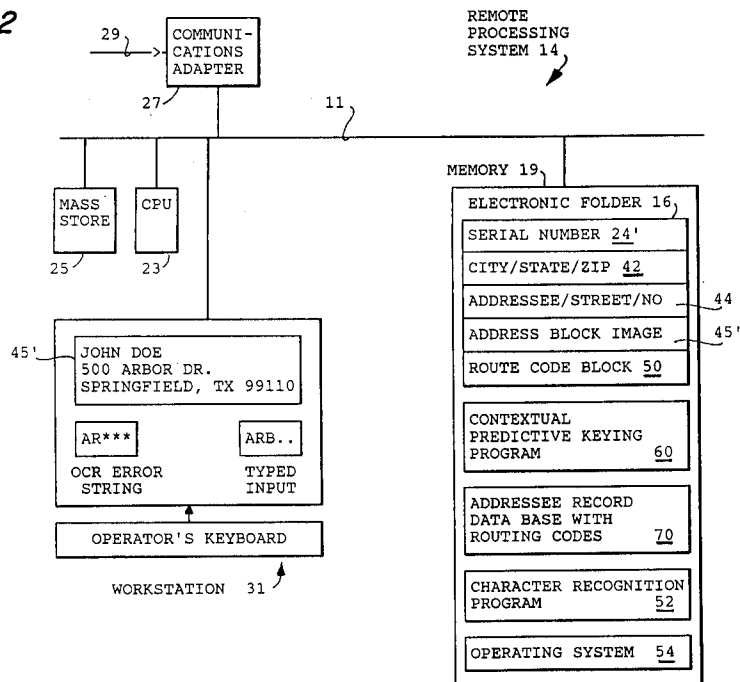 2
29
COMMUNI-
CATIONS
ADAPTER
27
REMOTE
PROCESSING
SYSTEM 14
11
MASS
STORE
25
CPU
23
MEMORY 19
ELECTRONIC FOLDER 16
SERIAL NUMBER 24'
CITY/STATE/ZIP 42
ADDRESSEE/STREET/NO
44
ADDRESS BLOCK IMAGE
45'
ROUTE CODE BLOCK 50
CONTEXTUAL
PREDICTIVE KEYING
PROGRAM 60
ADDRESSEE RECORD
DATA BASE WITH
ROUTING CODES 70
CHARACTER RECOGNITION
PROGRAM 52
OPERATING SYSTEM 54
45'
JOHN DOE
500 ARBOR DR.
SPRINGFIELD, TX 99110
AR***
OCR ERROR
STRING
ARB..
TYPED
INPUT
OPERATOR'S KEYBOARD
WORKSTATION 31